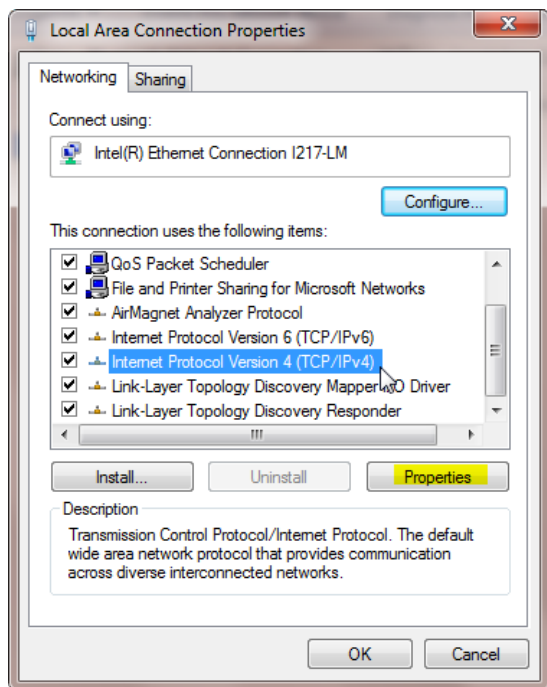 Local Area Connection Properties
Networking
Sharing
Connect using:
Intel(R) Ethernet Connection I217-LM
Configure...
This connection uses the following items:
QoS Packet Scheduler
File and Printer Sharing for Microsoft Networks
AirMagnet Analyzer Protocol
Internet Protocol Version 6 (TCP/IPv6)
Internet Protocol Version 4 (TCP/IPv4)
Link-Layer Topology Discovery Mapper I/O Driver
Link-Layer Topology Discovery Responder
Install...
Uninstall
Properties
Description
Transmission Control Protocol/Internet Protocol. The default
wide area network protocol that provides communication
across diverse interconnected networks.
OK
Cancel